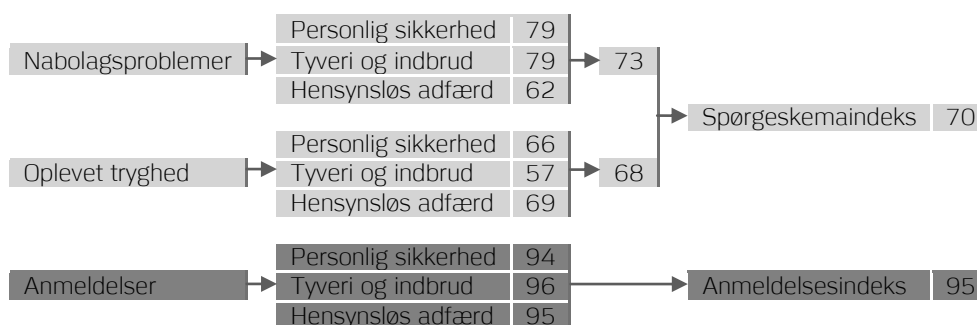 Personlig sikkerhed 79
Nabolagsproblemer Tyveri og indbrud 79 73
Hensynsløs adfærd 62
Spørgeskemaindeks 70
Personlig sikkerhed 66
Oplevet tryghed Tyveri og indbrud 57 68
Hensynsløs adfærd 69
Personlig sikkerhed 94
Anmeldelser Tyveri og indbrud 96 Anmeldelsesindeks 95
Hensynsløs adfærd 95